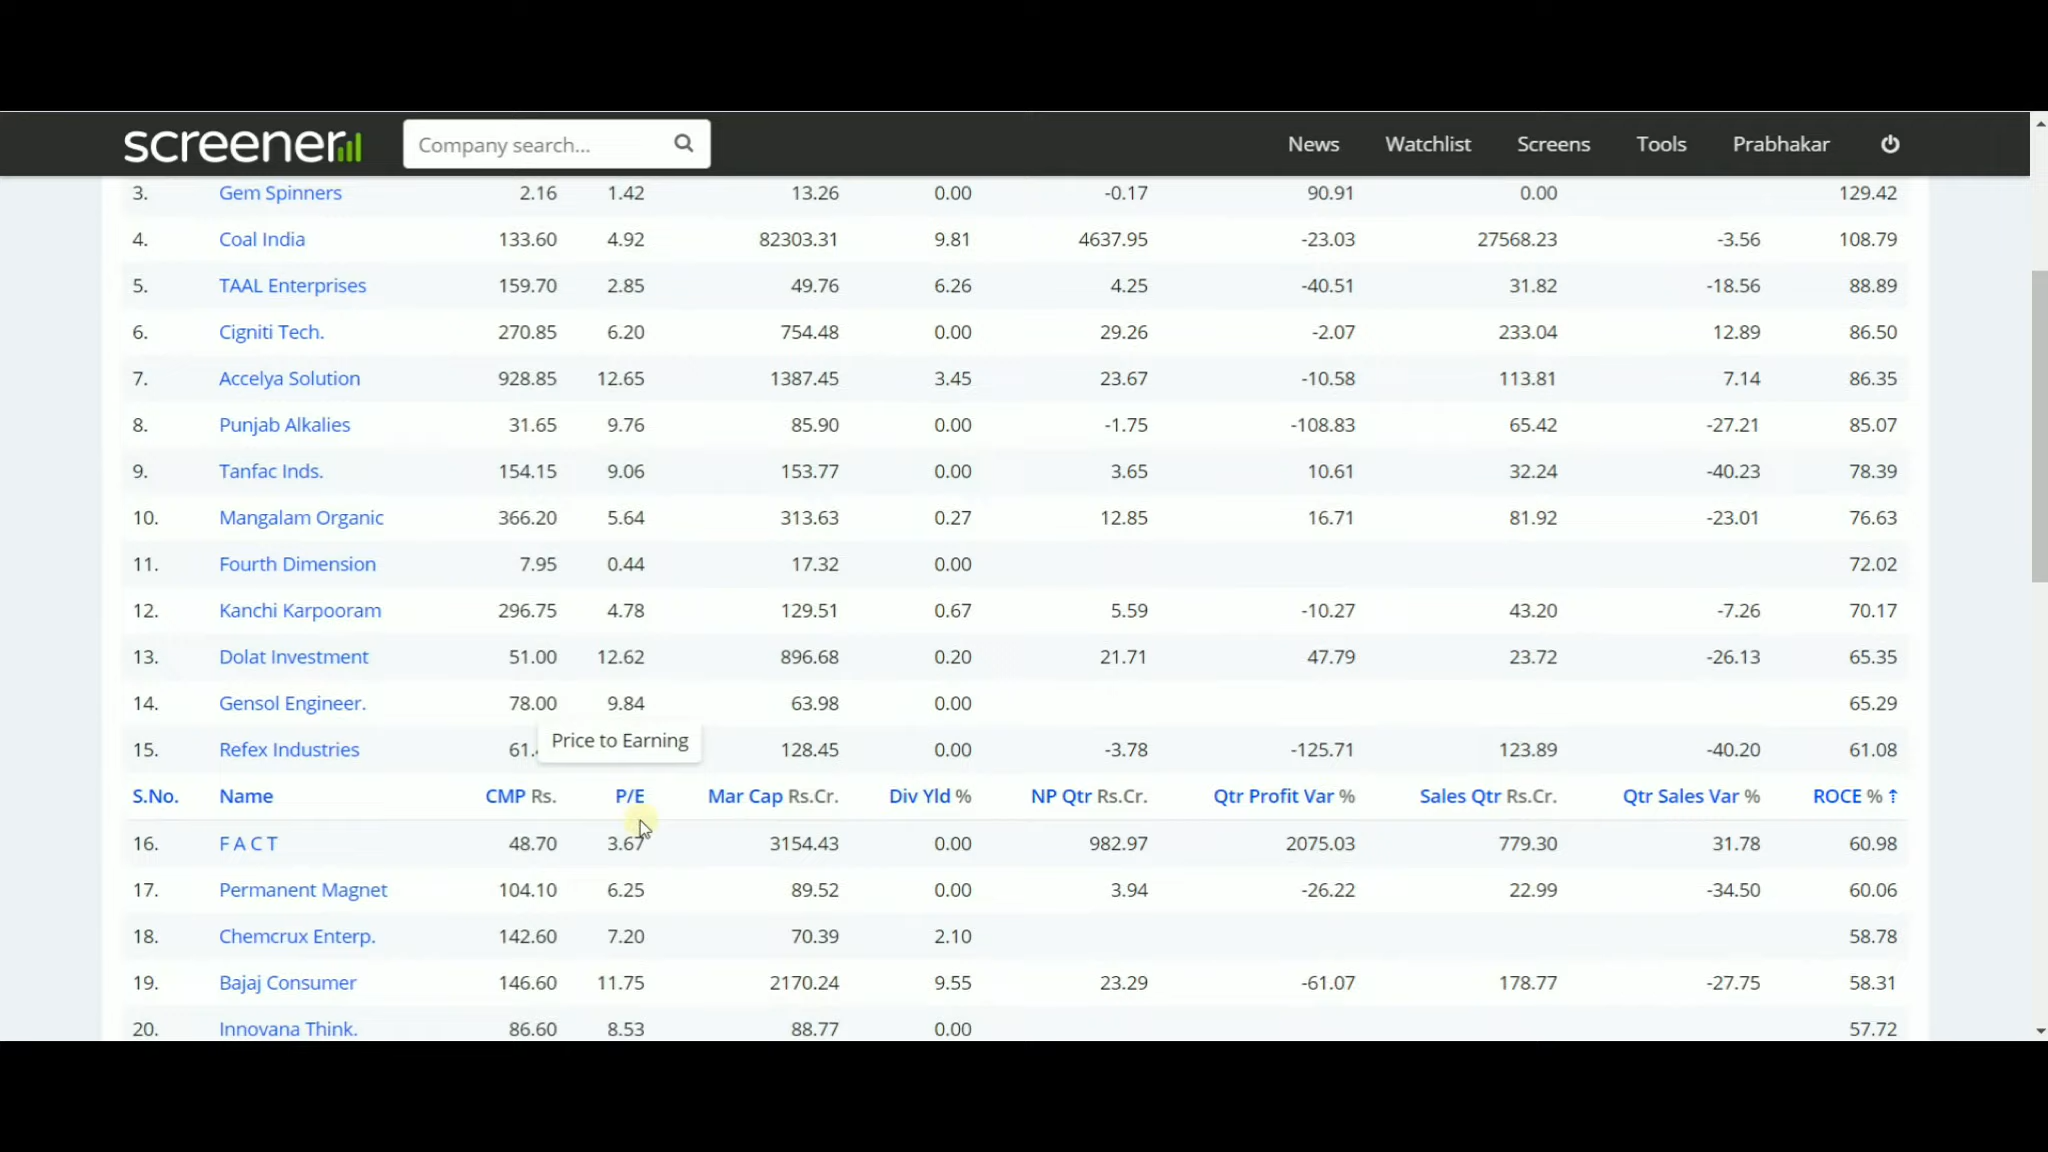 screener
Company search...
News Watchlist Screens Tools Prabhakar
3. Gem Spinners 2.16 1.42 13.26 0.00 -0.17 90.91 0.00 129.42
4. Coal India 133.60 4.92 82303.31 9.81 4637.95 -23.03 27568.23 -3.56 108.79
5. TAAL Enterprises 159.70 2.85 49.76 6.26 4.25 -40.51 31.82 -18.56 88.89
6. Cigniti Tech. 270.85 6.20 754.48 0.00 29.26 -2.07 233.04 12.89 86.50
7. Accelya Solution 928.85 12.65 1387.45 3.45 23.67 -10.58 113.81 7.14 86.35
8. Punjab Alkalies 31.65 9.76 85.90 0.00 -1.75 -108.83 65.42 -27.21 85.07
9. Tanfac Inds. 154.15 9.06 153.77 0.00 3.65 10.61 32.24 -40.23 78.39
10. Mangalam Organic 366.20 5.64 313.63 0.27 12.85 16.71 81.92 -23.01 76.63
11. Fourth Dimension 7.95 0.44 17.32 0.00 72.02
12. Kanchi Karpooram 296.75 4.78 129.51 0.67 5.59 -10.27 43.20 -7.26 70.17
13. Dolat Investment 51.00 12.62 896.68 0.20 21.71 47.79 23.72 -26.13 65.35
14. Gensol Engineer. 78.00 9.84 63.98 0.00 65.29
Price to Earning
15. Refex Industries 128.45 0.00 -3.78 -125.71 123.89 -40.20 61.08
S.No. Name CMP Rs. P/E Mar Cap Rs.Cr. Div Yld % NP Qtr Rs.Cr. Qtr Profit Var % Sales Qtr Rs.Cr. Qtr Sales Var % ROCE % ⇡
16. F A C T 48.70 3.67 3154.43 0.00 982.97 2075.03 779.30 31.78 60.98
17. Permanent Magnet 104.10 6.25 89.52 0.00 3.94 -26.22 22.99 -34.50 60.06
18. Chemcrux Enterp. 142.60 7.20 70.39 2.10 58.78
19. Bajaj Consumer 146.60 11.75 2170.24 9.55 23.29 -61.07 178.77 -27.75 58.31
20. Innovana Think. 86.60 8.53 88.77 0.00 57.72